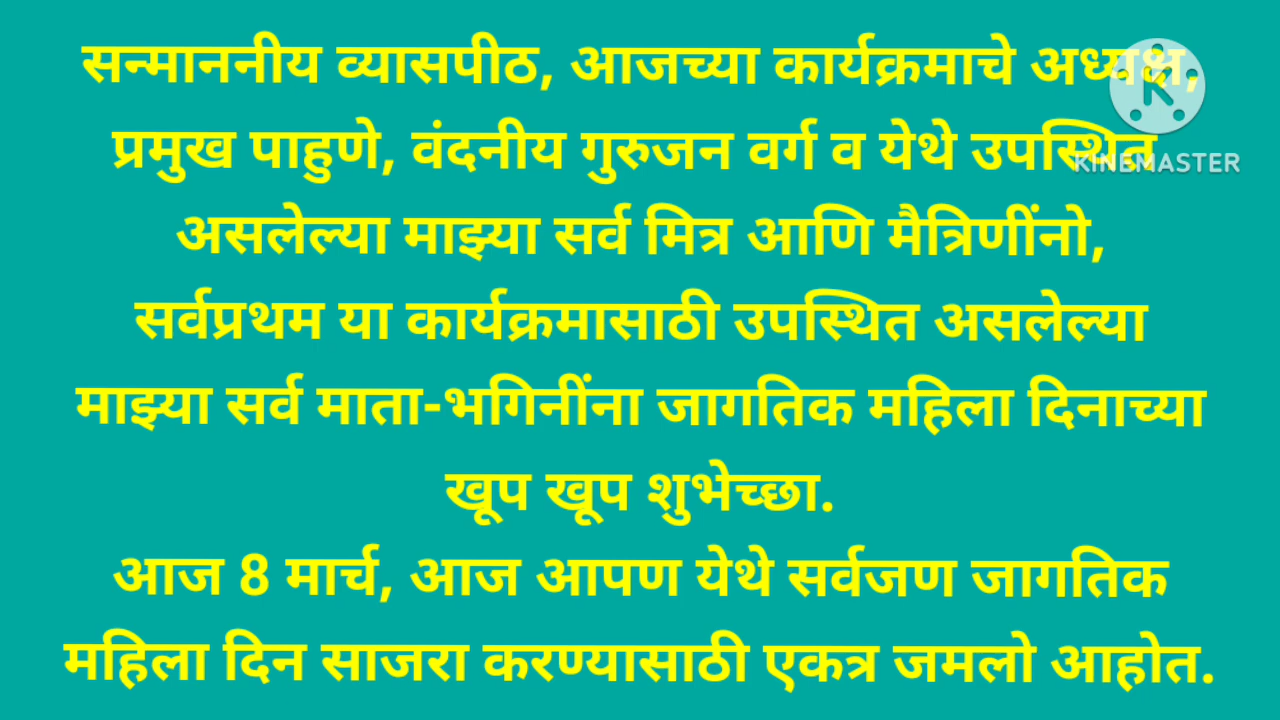 सन्माननीय व्यासपीठ, आजच्या कार्यक्रमाचे अध्यक्ष,
प्रमुख पाहुणे, वंदनीय गुरुजन वर्ग व येथे उपस्थित
असलेल्या माझ्या सर्व मित्र आणि मैत्रिणींनो,
सर्वप्रथम या कार्यक्रमासाठी उपस्थित असलेल्या
माझ्या सर्व माता-भगिनींना जागतिक महिला दिनाच्या
खूप खूप शुभेच्छा.
आज 8 मार्च, आज आपण येथे सर्वजण जागतिक
महिला दिन साजरा करण्यासाठी एकत्र जमलो आहोत.
K
KINEMASTER